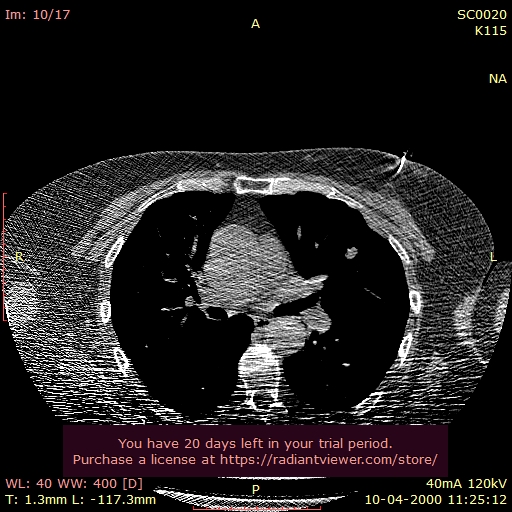 Im: 10/17
SC0020
K115
A
NA
R
L
You have 20 days left in your trial period.
Purchase a license at https://radiantviewer.com/store/
WL: 40 WW: 400 [D]
T: 1.3mm L: -117.3mm
P
40mA 120kV
10-04-2000 11:25:12